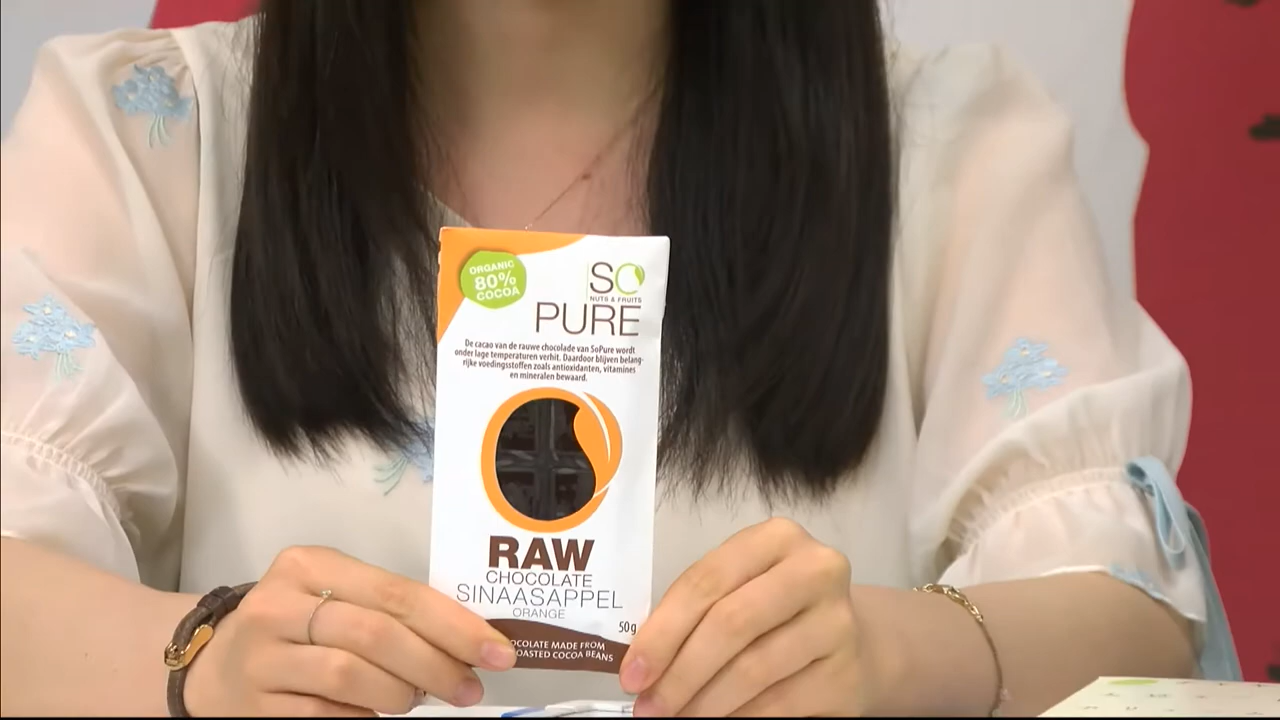 ORGANIC
80%
COCOA
SO
NUTS & FRUITS
PURE
De cacao van de rauwe chocolade van SoPure wordt
onder lage temperaturen verhit. Daardoor blijven belang-
rijke voedingsstoffen zoals antioxidanten, vitamines
en mineralen bewaard.
RAW
CHOCOLATE
SINAASAPPEL
ORANGE
50g
OCOLATE MADE FROM
OASTED COCOA BEANS